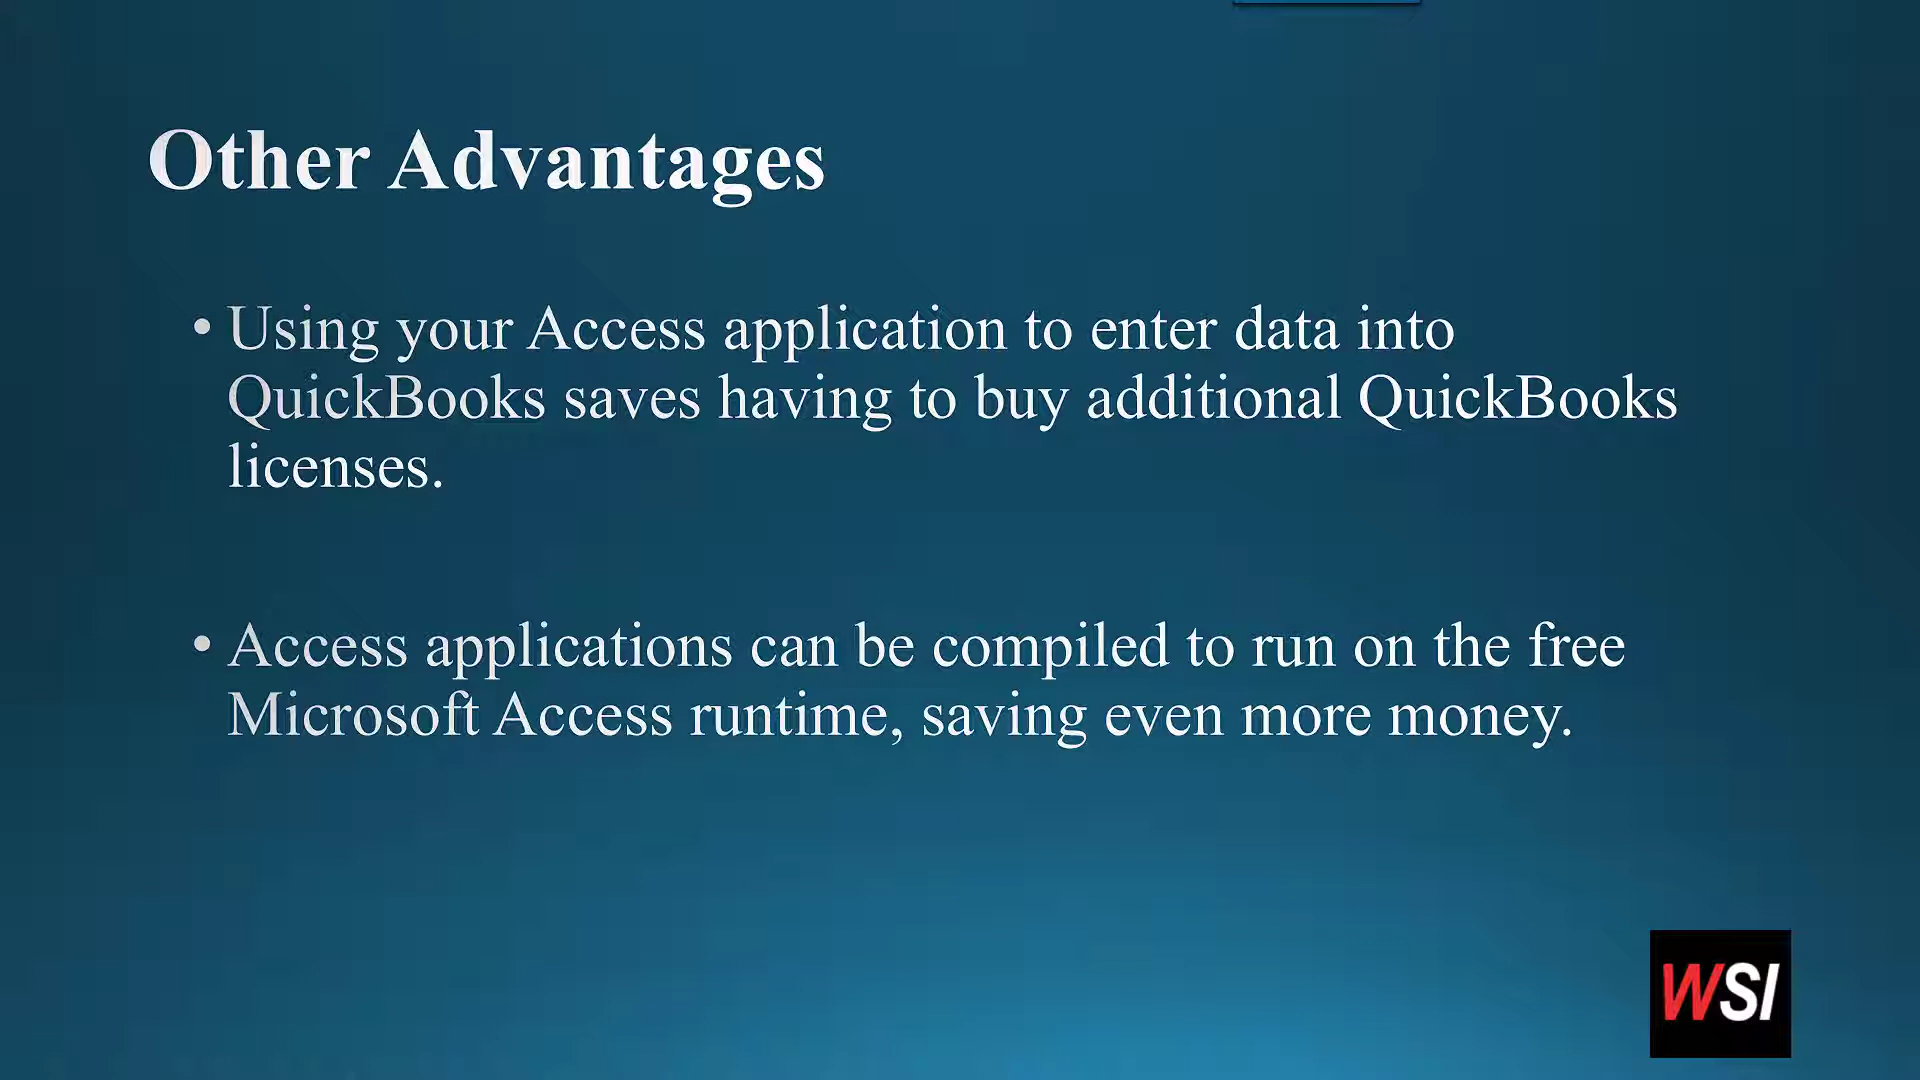 Other Advantages
• Using your Access application to enter data into
QuickBooks saves having to buy additional QuickBooks
licenses.
• Access applications can be compiled to run on the free
Microsoft Access runtime, saving even more money.
WSI